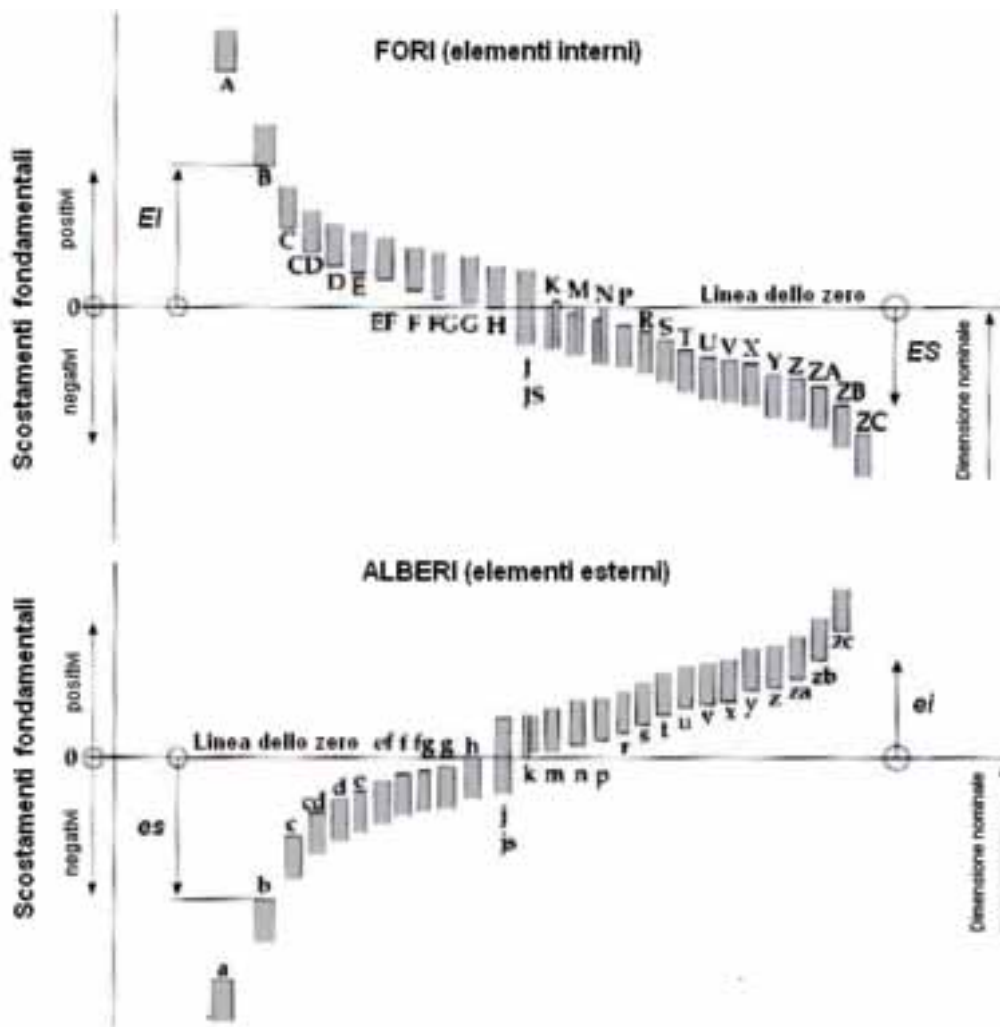 FORI (elementi interni)
A
B
C
CD
D
E
EF F FG G H
J
JS
K M N P
R S T U V X Y Z ZA ZB ZC
Linea dello zero
EI
ES
0
Scostamenti fondamentali
positivi
negativi
Dimensione nominale
ALBERI (elementi esterni)
Linea dello zero
a
b
c
cd
d
e
ef f fg g h
j
js
k m n p
r s t u v x y z za zb zc
es
ei
0
Scostamenti fondamentali
positivi
negativi
Dimensione nominale